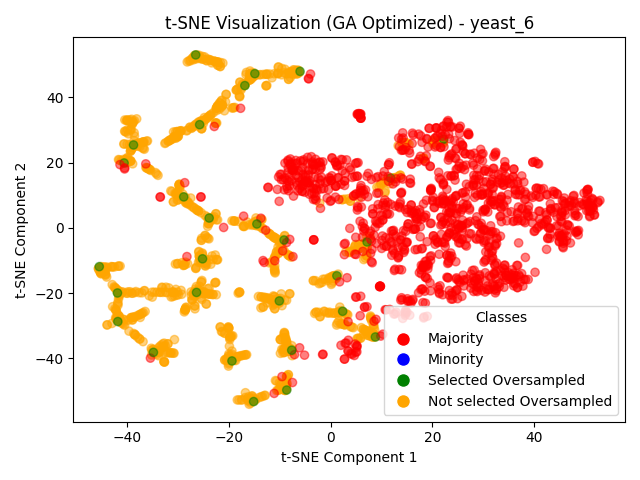 t-SNE Visualization (GA Optimized) - yeast_6
t-SNE Component 2
40
20
0
−20
−40
−40 −20 0 20 40
t-SNE Component 1
Classes
Majority
Minority
Selected Oversampled
Not selected Oversampled